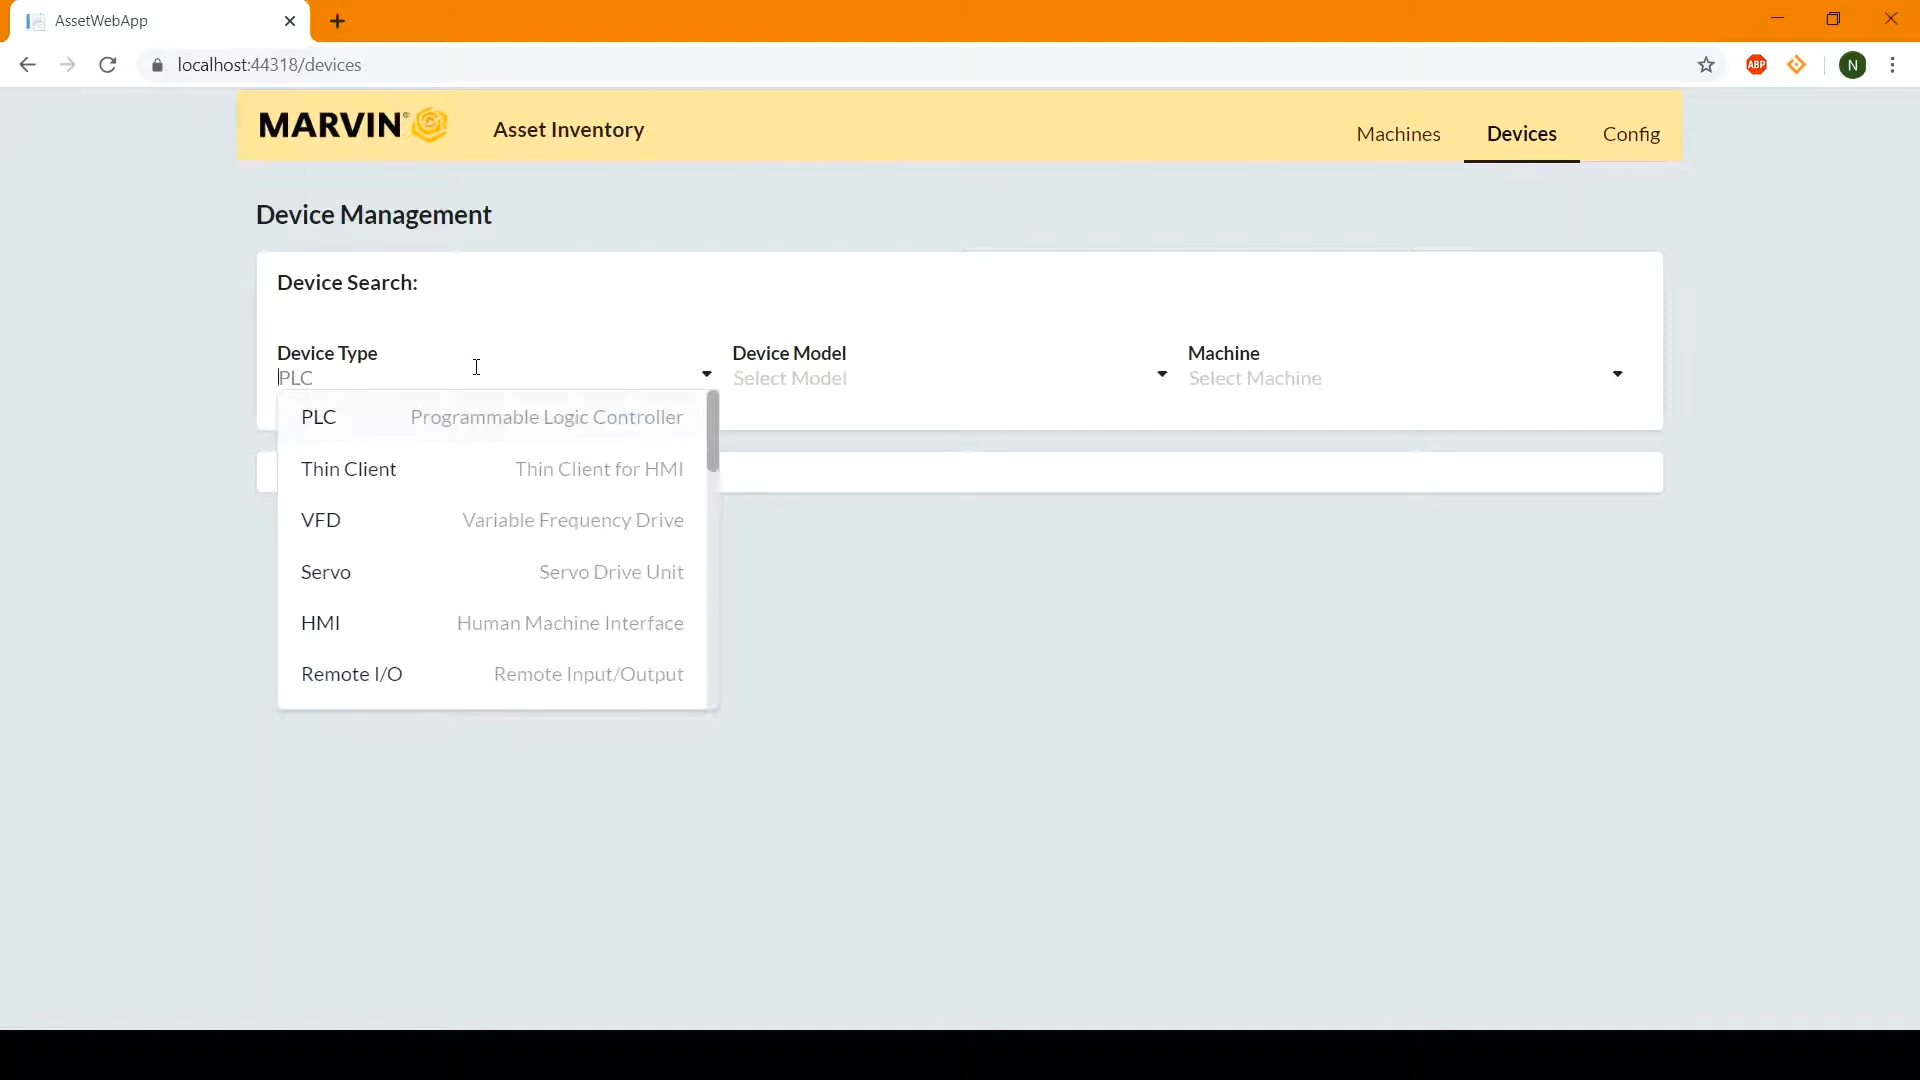 AssetWebApp
localhost:44318/devices
ABP
N
MARVIN® Asset Inventory Machines Devices Config
Device Management
Device Search:
Device Type Device Model Machine
PLC Select Model Select Machine
PLC Programmable Logic Controller
Thin Client Thin Client for HMI
VFD Variable Frequency Drive
Servo Servo Drive Unit
HMI Human Machine Interface
Remote I/O Remote Input/Output